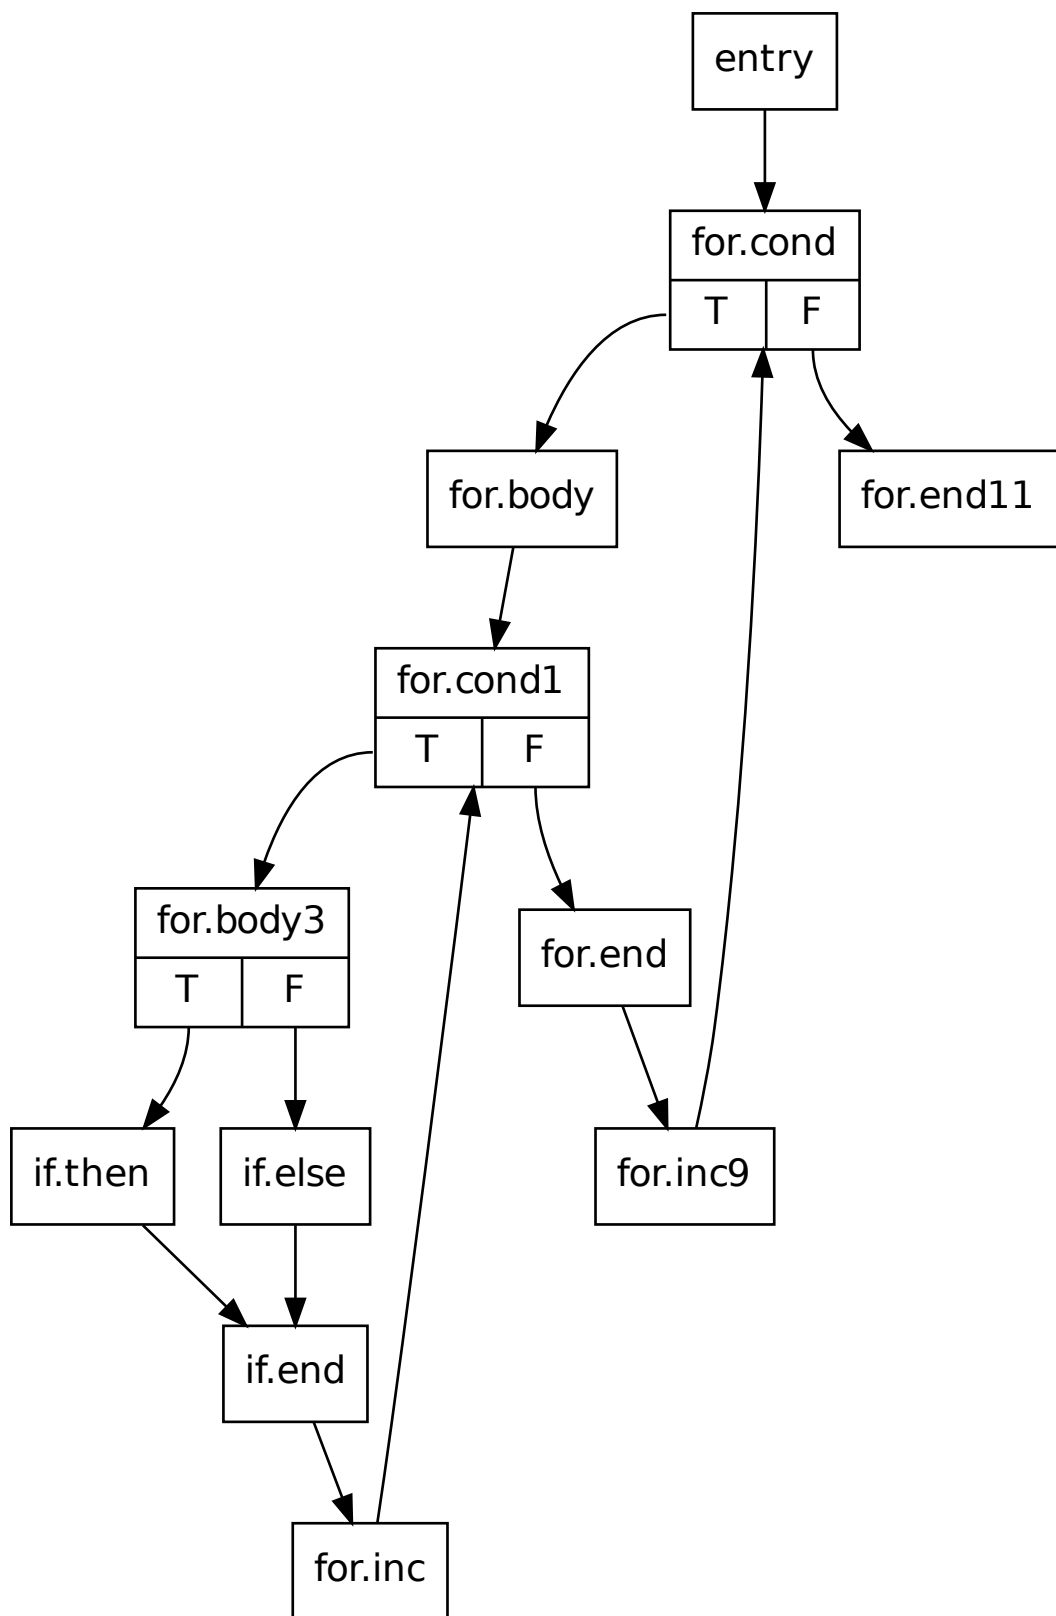 entry
for.cond
T F
for.body
for.end11
for.cond1
T F
for.body3
T F
for.end
if.then
if.else
for.inc9
if.end
for.inc